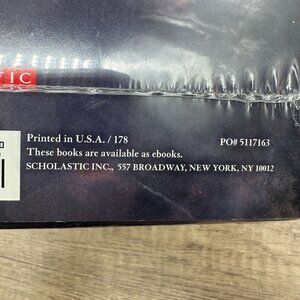 TIC
Printed in U.S.A. / 178 PO# 5117163
These books are available as ebooks.
SCHOLASTIC INC., 557 BROADWAY, NEW YORK, NY 10012